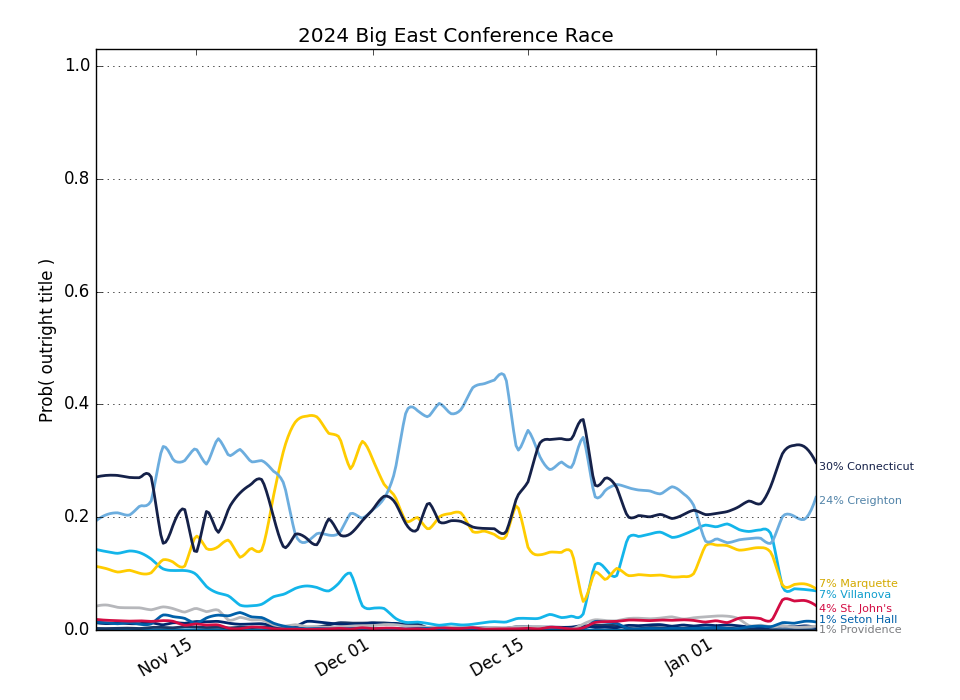 2024 Big East Conference Race
Prob( outright title )
1.0
0.8
0.6
0.4
0.2
0.0
Nov 15
Dec 01
Dec 15
Jan 01
30% Connecticut
24% Creighton
7% Marquette
7% Villanova
4% St. John's
1% Seton Hall
1% Providence